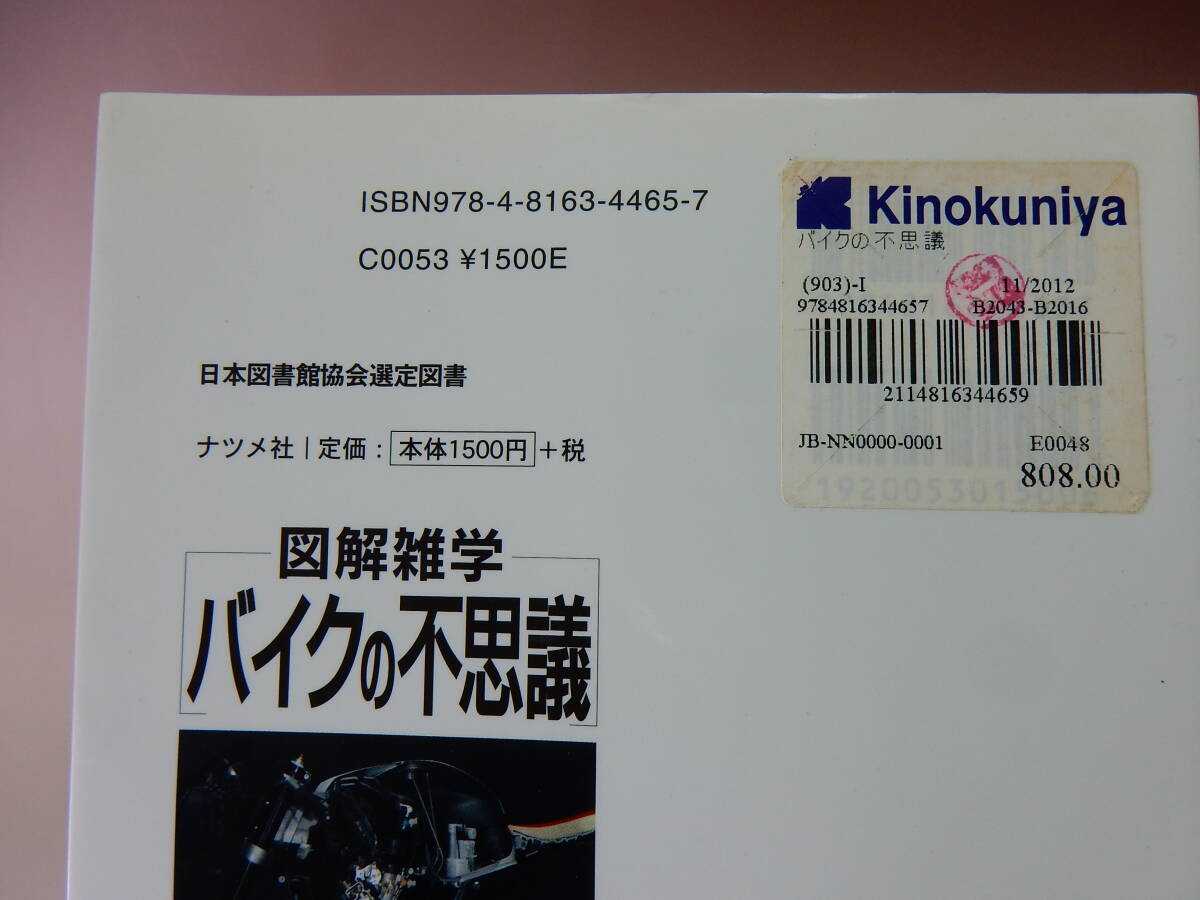 ISBN978-4-8163-4465-7
C0053 ¥1500E
日本図書館協会選定図書
ナツメ社｜定価：本体1500円＋税
図解雑学
バイクの不思議
Kinokuniya
バイクの不思議
(903)-I 11/2012
9784816344657 B2043-B2016
2114816344659
JB-NN0000-0001 E0048
808.00